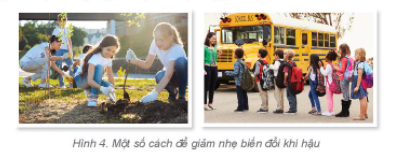 Hình 4. Một số cách để giảm nhẹ biến đổi khí hậu